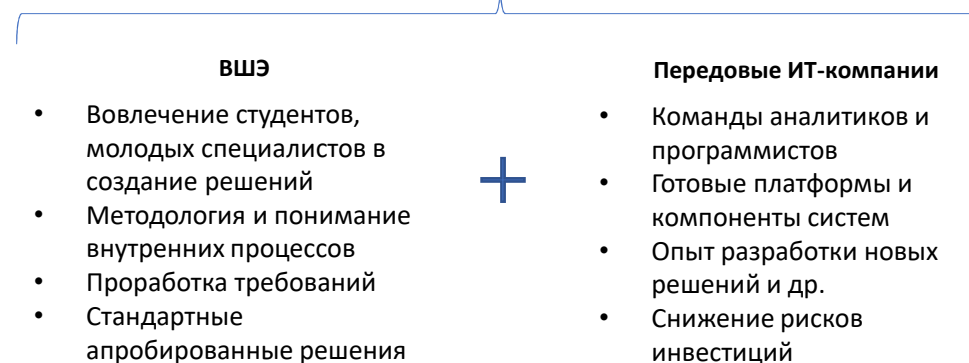 ВШЭ
• Вовлечение студентов,
молодых специалистов в
создание решений
• Методология и понимание
внутренних процессов
• Проработка требований
• Стандартные
апробированные решения
+
Передовые ИТ-компании
• Команды аналитиков и
программистов
• Готовые платформы и
компоненты систем
• Опыт разработки новых
решений и др.
• Снижение рисков
инвестиций